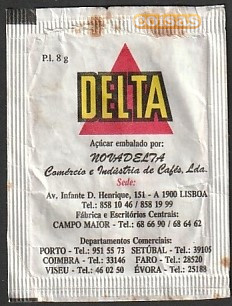 coisas
P.I. 8 g
DELTA
Açúcar embalado por:
NOVADELTA
Comércio e Indústria de Cafés, Lda.
Sede:
Av. Infante D. Henrique, 151 - A 1900 LISBOA
Tel.: 858 10 46 / 858 19 99
Fábrica e Escritórios Centrais:
CAMPO MAIOR - Tel.: 68 66 90 / 68 64 62
Departamentos Comerciais:
PORTO - Tel.: 951 55 73 SETÚBAL - Tel.: 39105
COIMBRA - Tel.: 33146 FARO - Tel.: 28520
VISEU - Tel.: 46 02 50 ÉVORA - Tel.: 25188